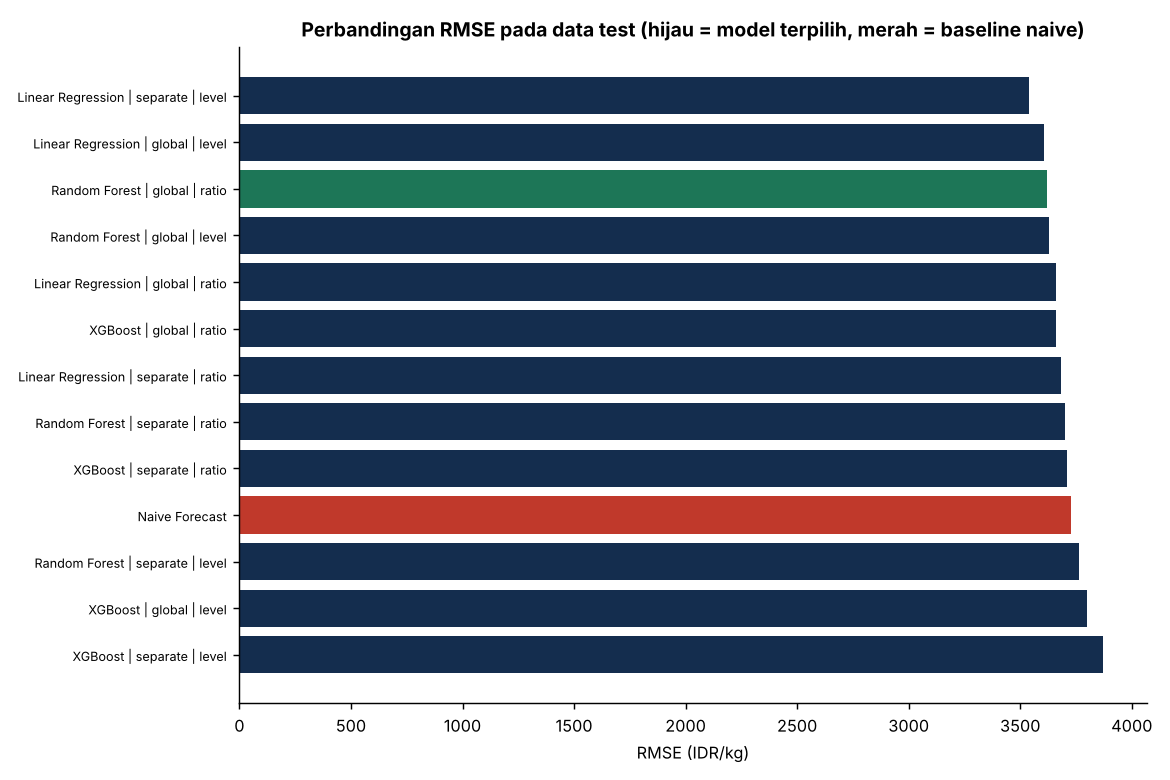 Perbandingan RMSE pada data test (hijau = model terpilih, merah = baseline naive)
Linear Regression | separate | level
Linear Regression | global | level
Random Forest | global | ratio
Random Forest | global | level
Linear Regression | global | ratio
XGBoost | global | ratio
Linear Regression | separate | ratio
Random Forest | separate | ratio
XGBoost | separate | ratio
Naive Forecast
Random Forest | separate | level
XGBoost | global | level
XGBoost | separate | level
0 500 1000 1500 2000 2500 3000 3500 4000
RMSE (IDR/kg)